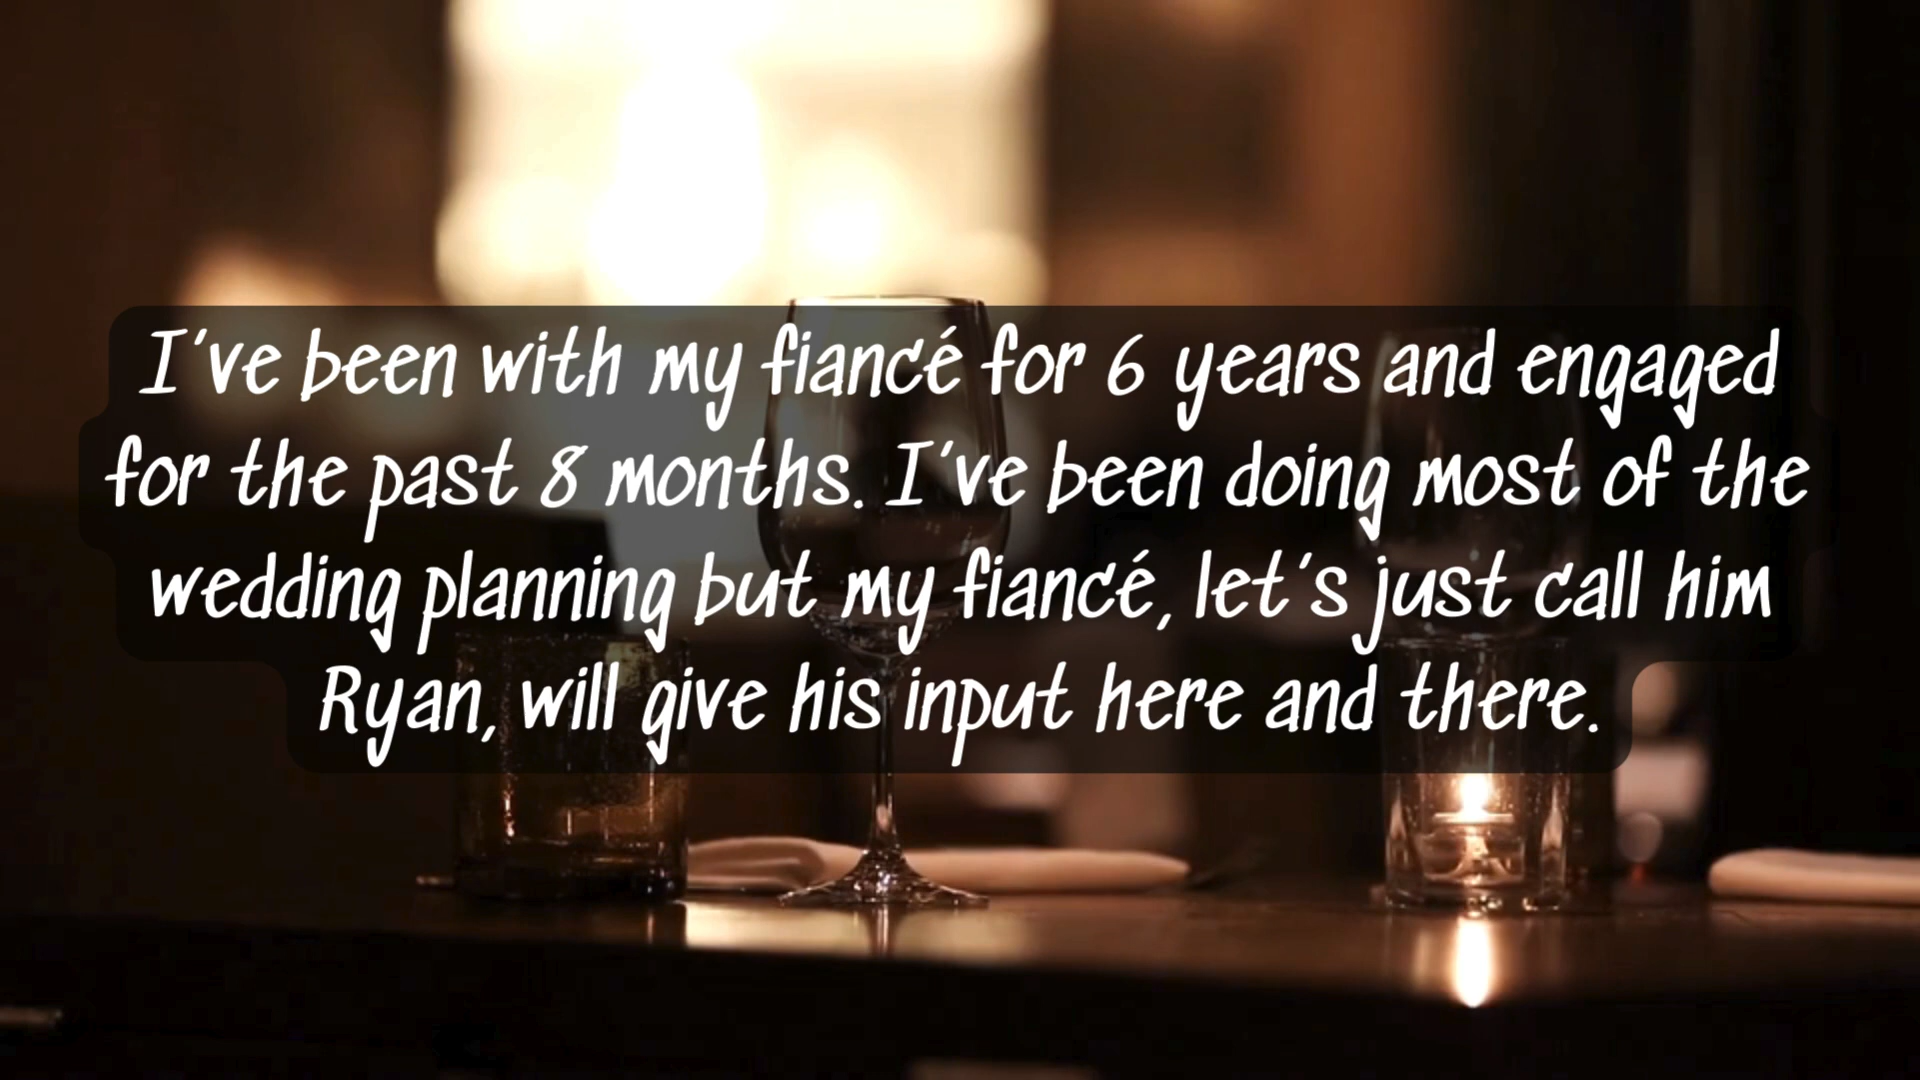 I've been with my fiancé for 6 years and engaged
for the past 8 months. I've been doing most of the
wedding planning but my fiancé, let's just call him
Ryan, will give his input here and there.